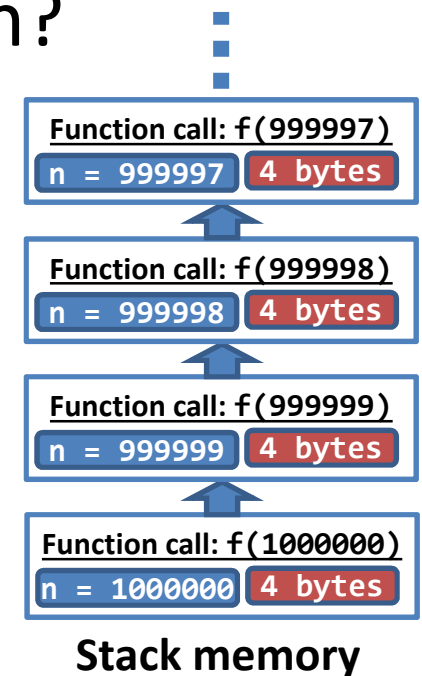 n?
Function call: f(999997)
n = 999997 4 bytes
Function call: f(999998)
n = 999998 4 bytes
Function call: f(999999)
n = 999999 4 bytes
Function call: f(1000000)
n = 1000000 4 bytes
Stack memory